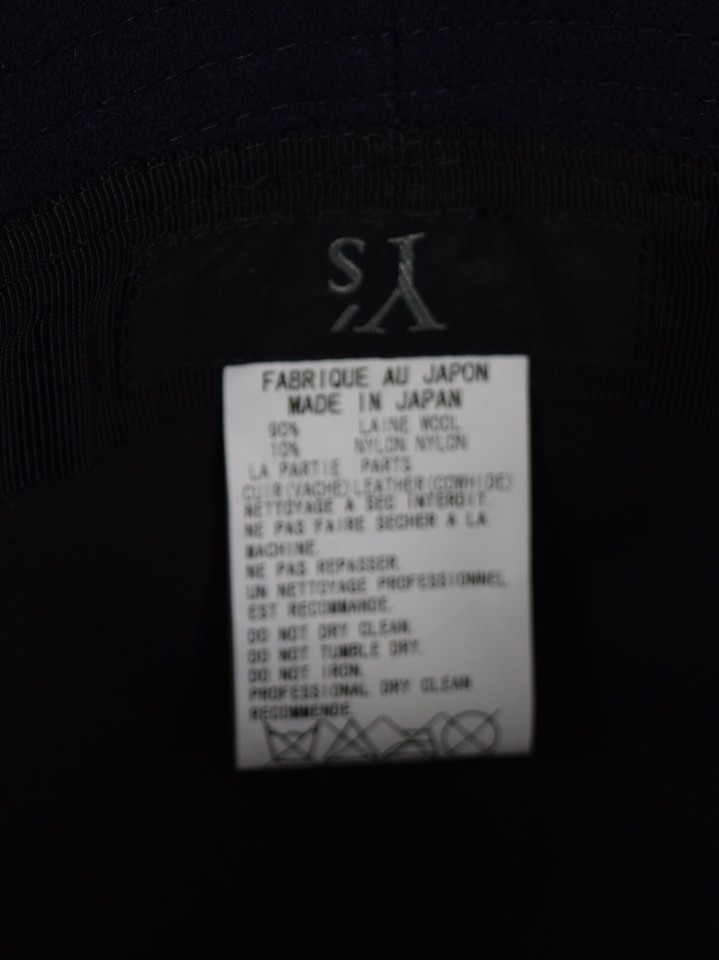 Y's
FABRIQUE AU JAPON
MADE IN JAPAN
90% LAINE WOOL
10% NYLON NYLON
LA PARTIE PARTS
CUIR(VACHE) LEATHER(COWHIDE)
NETTOYAGE A SEC INTERDIT.
NE PAS FAIRE SECHER A LA
MACHINE.
NE PAS REPASSER.
UN NETTOYAGE PROFESSIONNEL
EST RECOMMANDE.
DO NOT DRY CLEAN.
DO NOT TUMBLE DRY.
DO NOT IRON.
PROFESSIONAL DRY CLEAN
RECOMMENDE